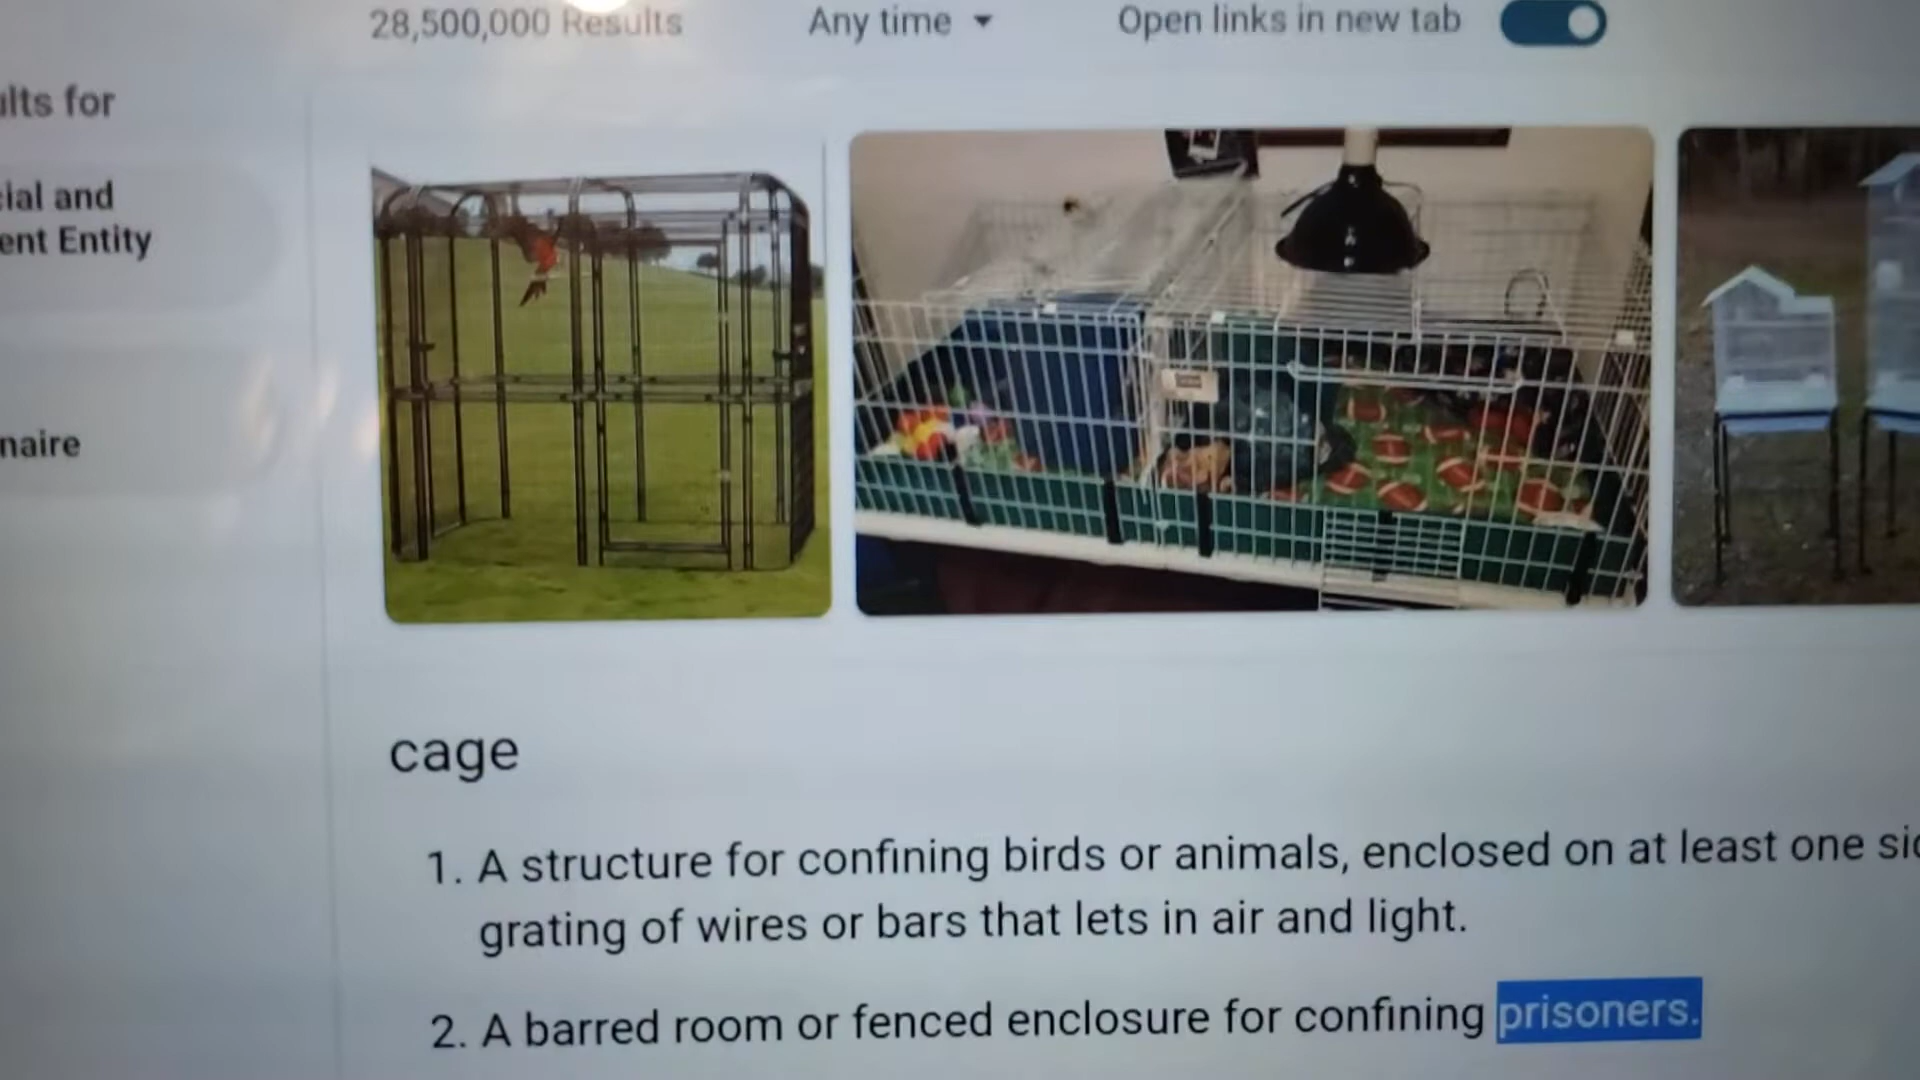 28,500,000 Results Any time Open links in new tab
ults for
cial and
ent Entity
naire
cage
1. A structure for confining birds or animals, enclosed on at least one sid
grating of wires or bars that lets in air and light.
2. A barred room or fenced enclosure for confining prisoners.